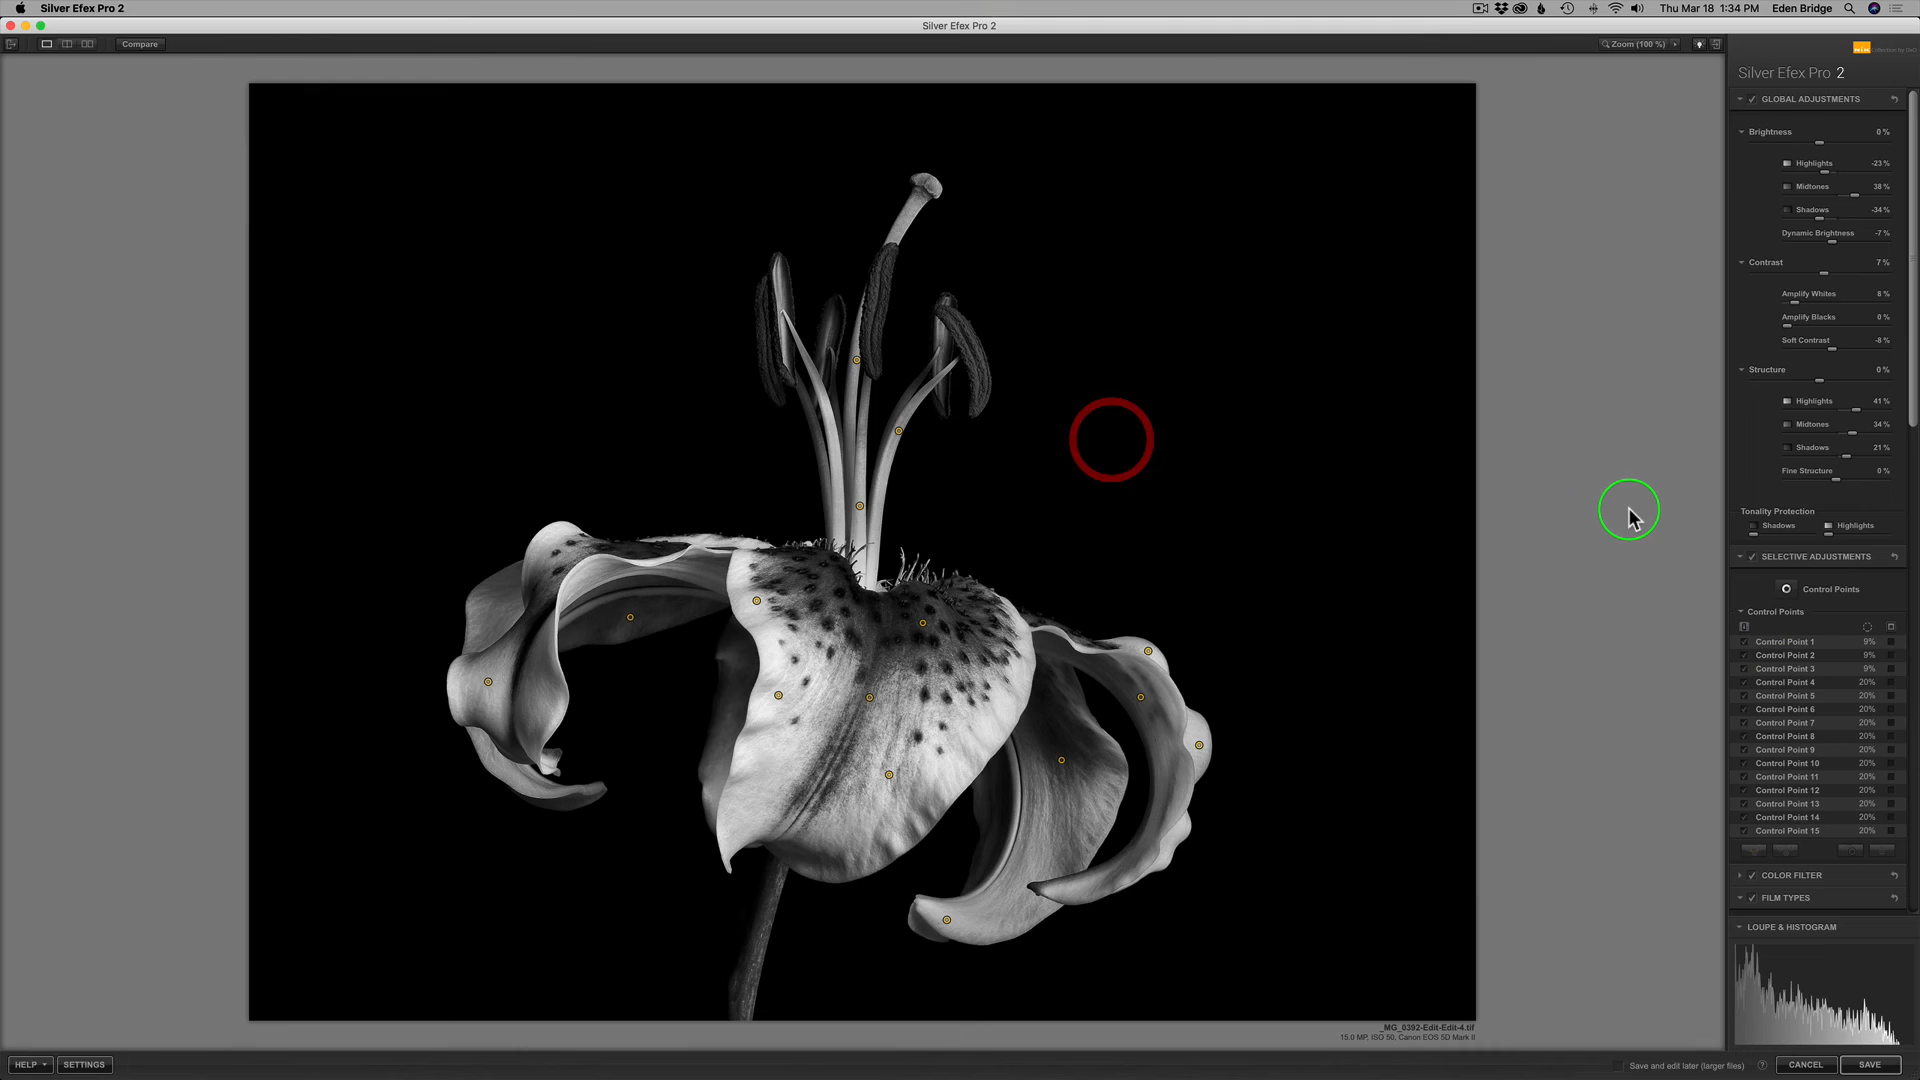 Silver Efex Pro 2
Thu Mar 18 1:34 PM Eden Bridge
Silver Efex Pro 2
Compare
Zoom (100 %)
Nik Collection by DxO
Silver Efex Pro 2
GLOBAL ADJUSTMENTS
Brightness 0 %
Highlights -23 %
Midtones 38 %
Shadows -34 %
Dynamic Brightness -7 %
Contrast 7 %
Amplify Whites 8 %
Amplify Blacks 0 %
Soft Contrast -8 %
Structure 0 %
Highlights 41 %
Midtones 34 %
Shadows 21 %
Fine Structure 0 %
Tonality Protection
Shadows Highlights
SELECTIVE ADJUSTMENTS
Control Points
Control Points
Control Point 1 9%
Control Point 2 9%
Control Point 3 9%
Control Point 4 20%
Control Point 5 20%
Control Point 6 20%
Control Point 7 20%
Control Point 8 20%
Control Point 9 20%
Control Point 10 20%
Control Point 11 20%
Control Point 12 20%
Control Point 13 20%
Control Point 14 20%
Control Point 15 20%
COLOR FILTER
FILM TYPES
LOUPE & HISTOGRAM
_MG_0392-Edit-Edit-4.tif
15.0 MP, ISO 50, Canon EOS 5D Mark II
HELP SETTINGS Save and edit later (larger files) ? CANCEL SAVE